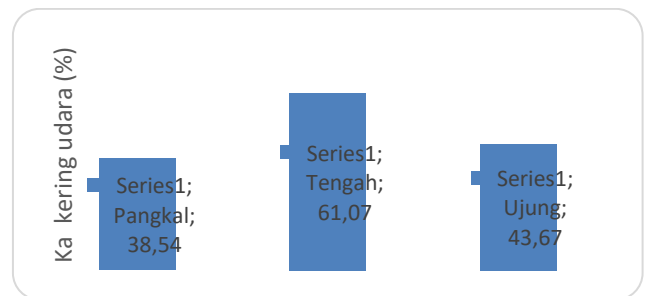 Ka kering udara (%)
Series1;
Pangkal;
38,54
Series1;
Tengah;
61,07
Series1;
Ujung;
43,67